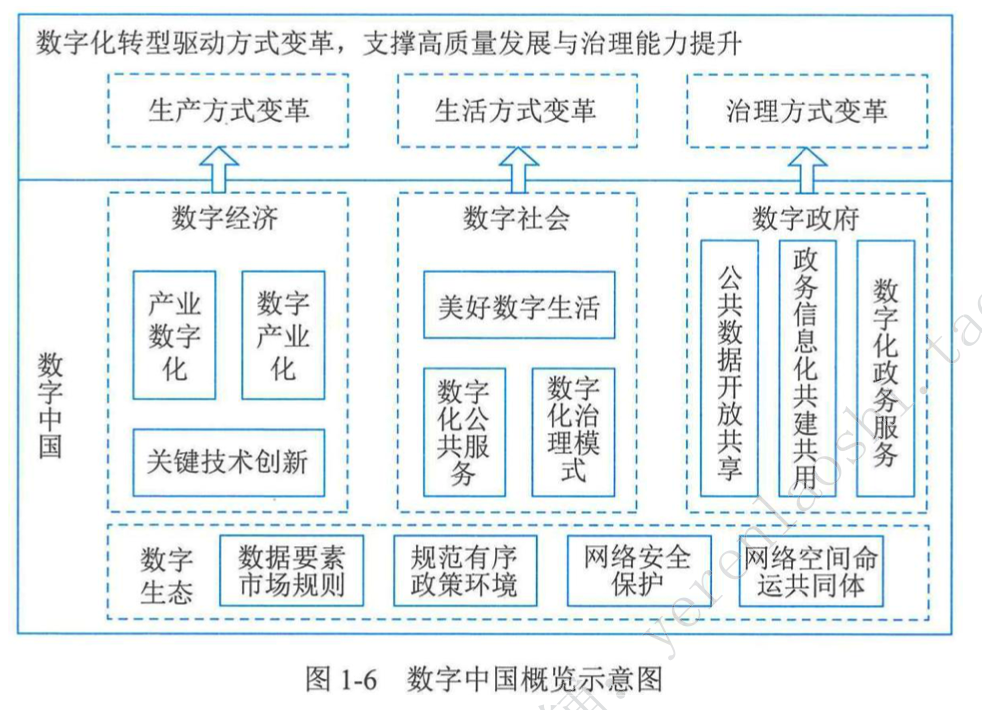 数字化转型驱动方式变革，支撑高质量发展与治理能力提升
生产方式变革
生活方式变革
治理方式变革
数字中国
数字经济
产业
数字
化
数字
产业
化
关键技术创新
数字社会
美好数字生活
数字
化公
共服
务
数字
化治
理模
式
数字政府
公共数据开放共享
政务信息化共建共用
数字化政务服务
数字
生态
数据要素
市场规则
规范有序
政策环境
网络安全
保护
网络空间命
运共同体
图 1-6 数字中国概览示意图
yerenlaoshi.tao